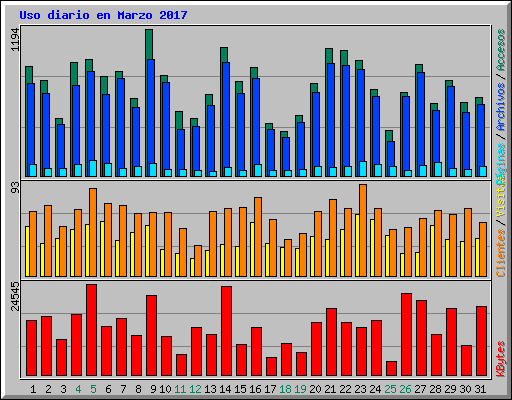 Uso diario en Marzo 2017
1194
93
24545
Clientes / Visitas
Páginas / Archivos / Accesos
KBytes
1 2 3 4 5 6 7 8 9 10 11 12 13 14 15 16 17 18 19 20 21 22 23 24 25 26 27 28 29 30 31